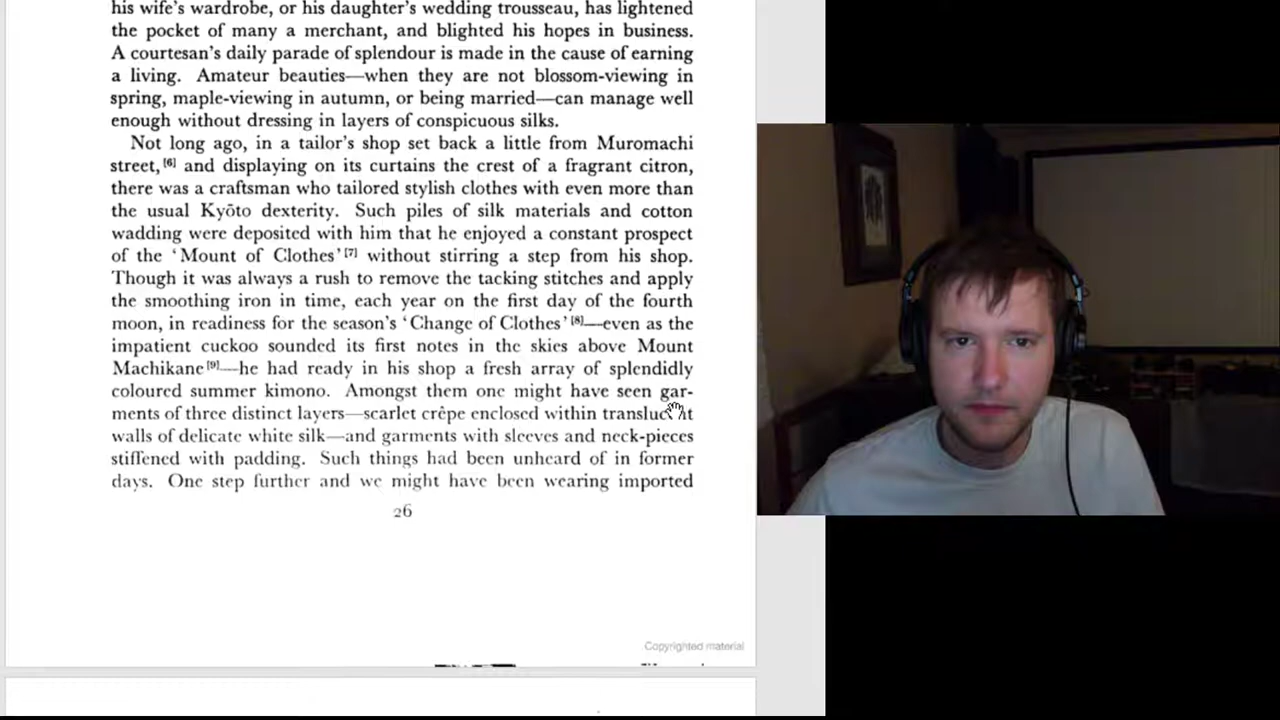 his wife's wardrobe, or his daughter's wedding trousseau, has lightened
the pocket of many a merchant, and blighted his hopes in business.
A courtesan's daily parade of splendour is made in the cause of earning
a living. Amateur beauties—when they are not blossom-viewing in
spring, maple-viewing in autumn, or being married—can manage well
enough without dressing in layers of conspicuous silks.
Not long ago, in a tailor's shop set back a little from Muromachi
street,[6] and displaying on its curtains the crest of a fragrant citron,
there was a craftsman who tailored stylish clothes with even more than
the usual Kyōto dexterity. Such piles of silk materials and cotton
wadding were deposited with him that he enjoyed a constant prospect
of the 'Mount of Clothes'[7] without stirring a step from his shop.
Though it was always a rush to remove the tacking stitches and apply
the smoothing iron in time, each year on the first day of the fourth
moon, in readiness for the season's 'Change of Clothes'[8]—even as the
impatient cuckoo sounded its first notes in the skies above Mount
Machikane[9]—he had ready in his shop a fresh array of splendidly
coloured summer kimono. Amongst them one might have seen gar-
ments of three distinct layers—scarlet crêpe enclosed within
walls of delicate white silk—and garments with sleeves and neck-pieces
stiffened with padding. Such things had been unheard of in former
days. One step further and we might have been wearing imported
26
Copyrighted material